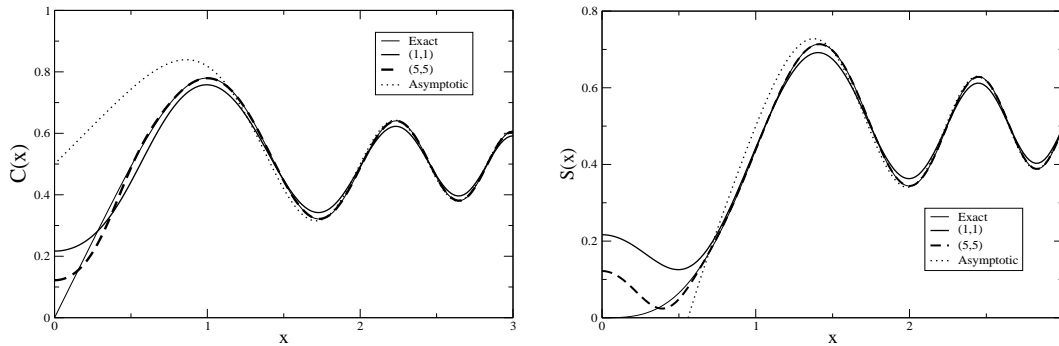 1
0.8
0.6
0.4
0.2
0
C(x)
0
1
2
3
x
Exact
(1,1)
(5,5)
Asymptotic
1
0.8
0.6
0.4
0.2
0
S(x)
0
1
2
x
Exact
(1,1)
(5,5)
Asymptotic